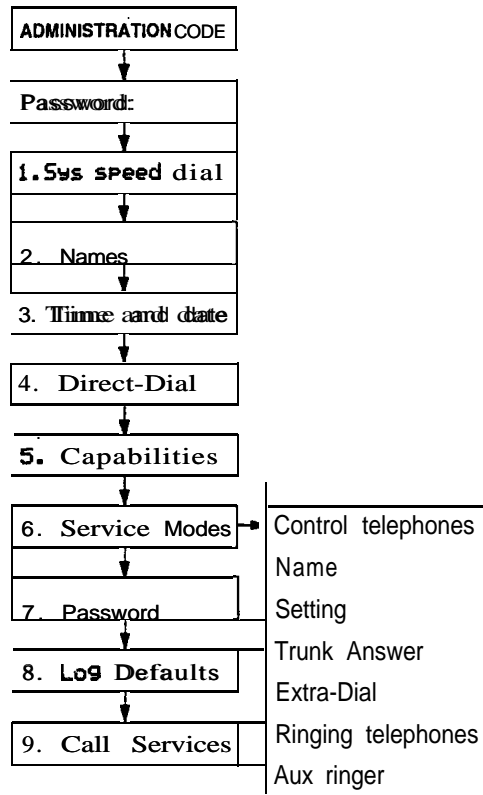 ADMINISTRATION CODE
Password:
1. Sys speed dial
2. Names
3. Time and date
4. Direct-Dial
5. Capabilities
6. Service Modes
7. Password
8. Log Defaults
9. Call Services
Control telephones
Name
Setting
Trunk Answer
Extra-Dial
Ringing telephones
Aux ringer